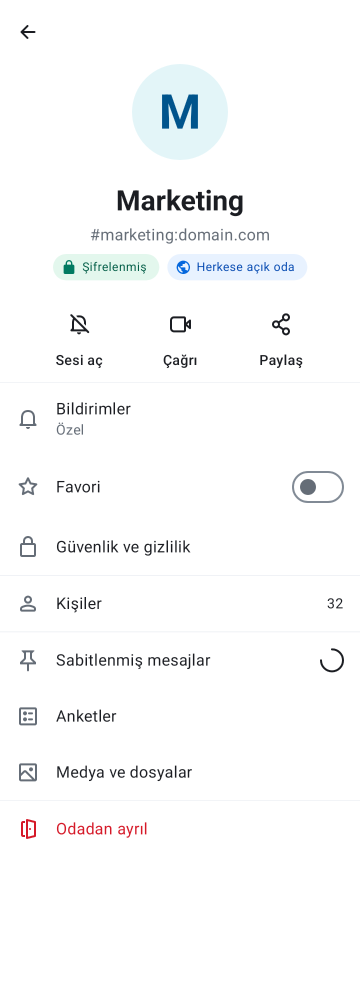 M
Marketing
#marketing:domain.com
Şifrelenmiş
Herkese açık oda
Sesi aç
Çağrı
Paylaş
Bildirimler
Özel
Favori
Güvenlik ve gizlilik
Kişiler
32
Sabitlenmiş mesajlar
Anketler
Medya ve dosyalar
Odadan ayrıl